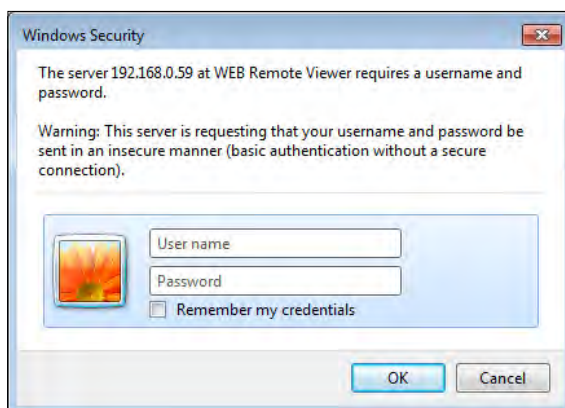 Windows Security
The server 192.168.0.59 at WEB Remote Viewer requires a username and
password.
Warning: This server is requesting that your username and password be
sent in an insecure manner (basic authentication without a secure
connection).
User name
Password
Remember my credentials
OK
Cancel